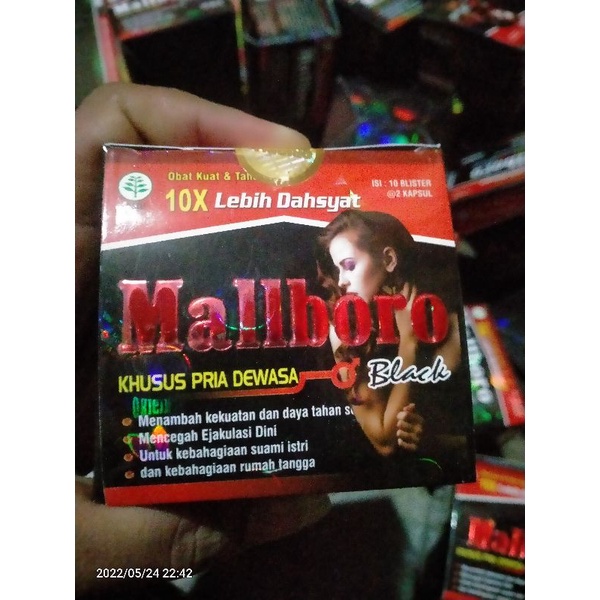 Obat Kuat &
10X Lebih Dahsyat
ISI : 10 BLISTER
@2 KAPSUL
Mallboro
KHUSUS PRIA DEWASA
Black
Menambah kekuatan dan daya tahan
Mencegah Ejakulasi Dini
Untuk kebahagiaan suami istri
dan kebahagiaan rumah tangga
2022/05/24 22:42